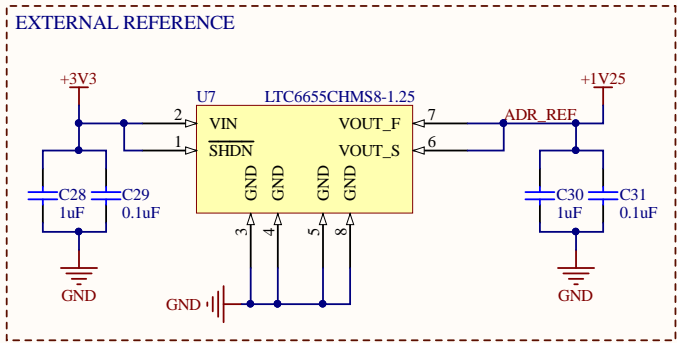 EXTERNAL REFERENCE
+3V3
+1V25
U7
LTC6655CHMS8-1.25
2
VIN
VOUT_F
7
ADR_REF
1
SHDN
VOUT_S
6
GND
GND
GND
GND
C28
1uF
C29
0.1uF
C30
1uF
C31
0.1uF
3
4
5
8
GND
GND
GND